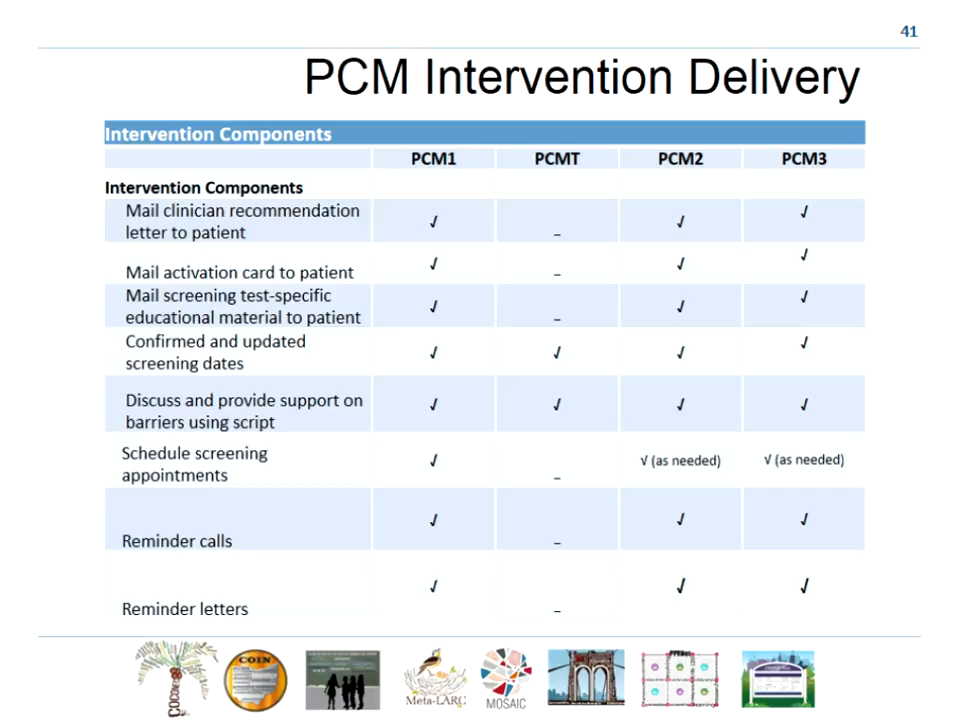 41
PCM Intervention Delivery
Intervention Components
PCM1 PCMT PCM2 PCM3
Intervention Components
Mail clinician recommendation
letter to patient √ – √ √
Mail activation card to patient √ – √ √
Mail screening test-specific
educational material to patient √ – √ √
Confirmed and updated
screening dates √ √ √ √
Discuss and provide support on
barriers using script √ √ √ √
Schedule screening
appointments √ – √ (as needed) √ (as needed)
Reminder calls √ – √ √
Reminder letters √ – √ √
COIN
Meta-LARC
MOSAIC